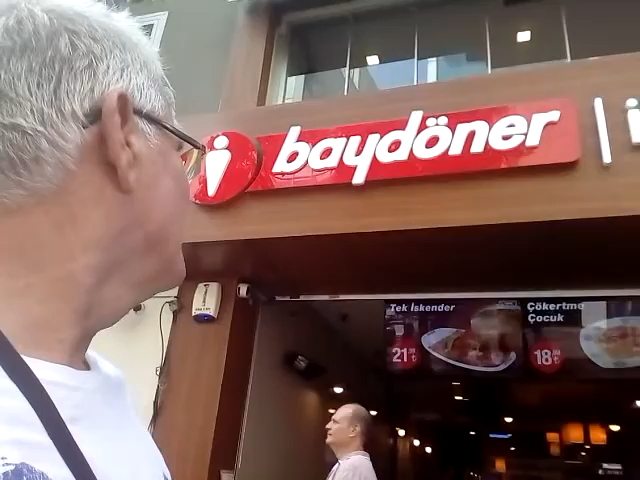 baydöner | i
Tek İskender
21
Çökertme
Çocuk
18